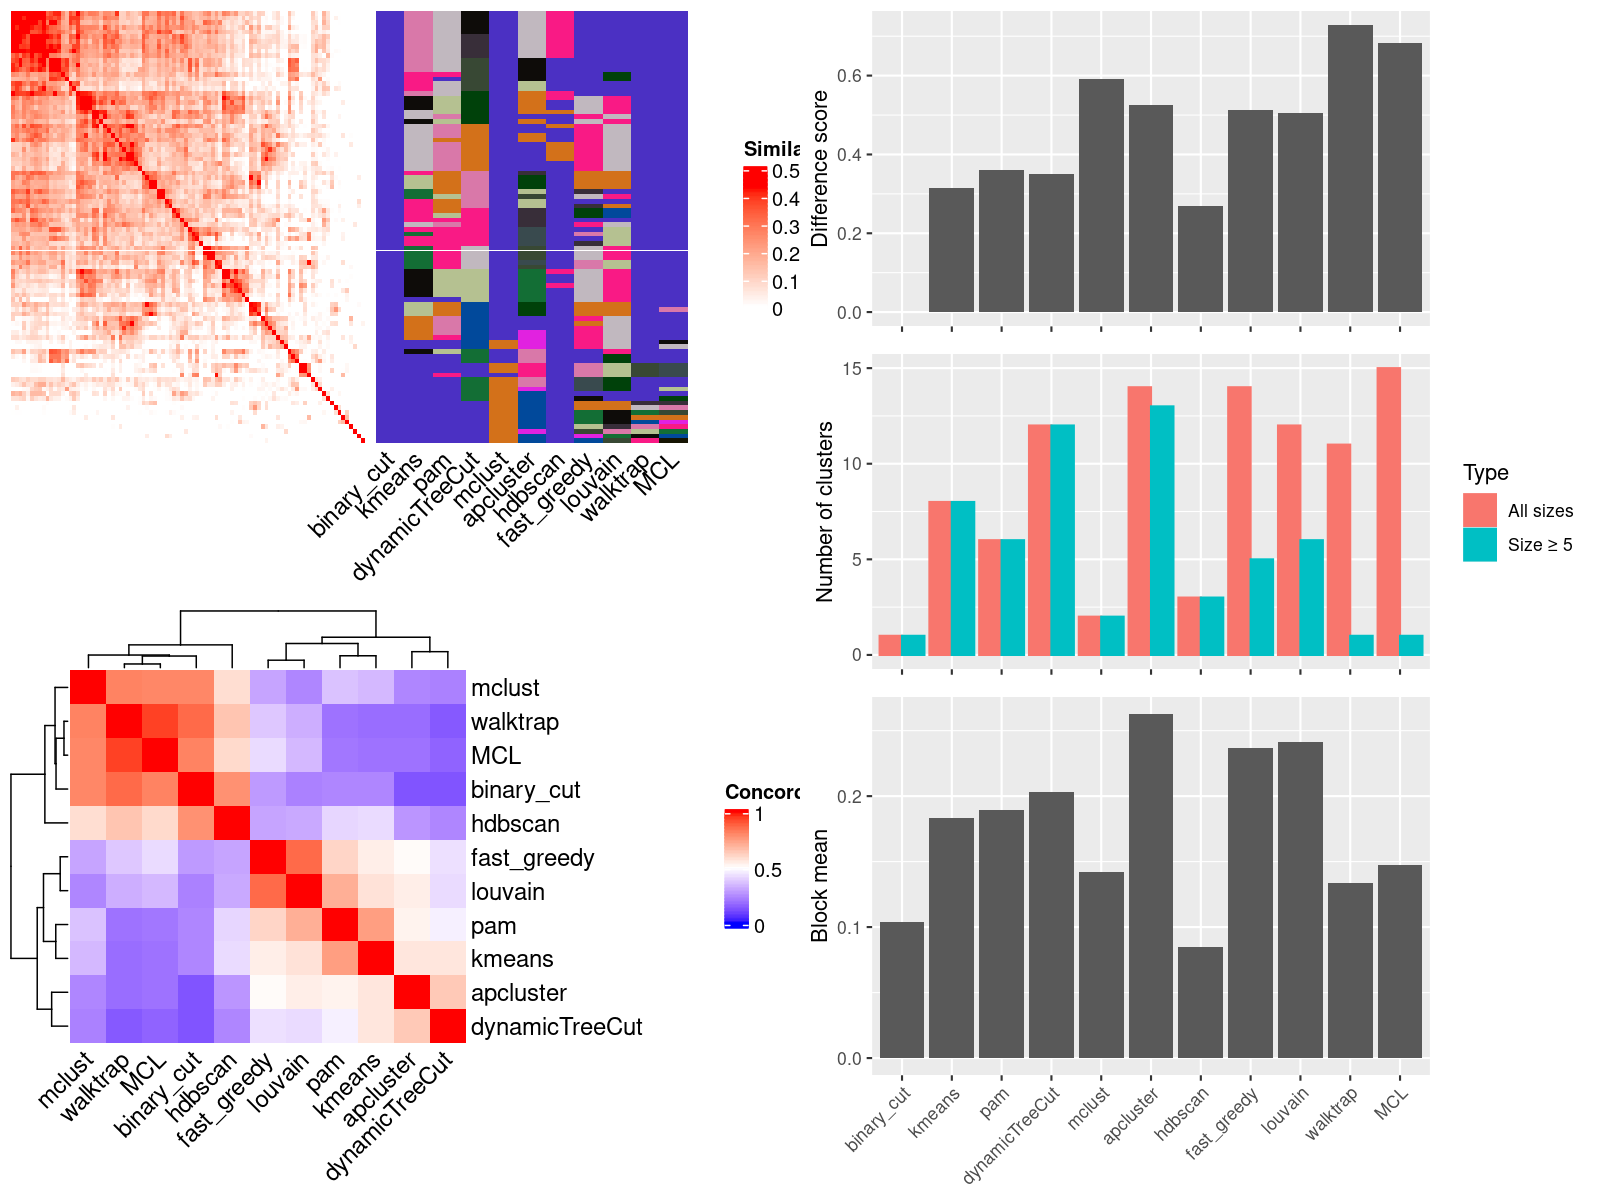 Simila
0.5
0.4
0.3
0.2
0.1
0
binary_cut
kmeans
pam
dynamicTreeCut
mclust
apcluster
hdbscan
fast_greedy
louvain
walktrap
MCL
mclust
walktrap
MCL
binary_cut
hdbscan
fast_greedy
louvain
pam
kmeans
apcluster
dynamicTreeCut
mclust
walktrap
MCL
binary_cut
hdbscan
fast_greedy
louvain
pam
kmeans
apcluster
dynamicTreeCut
Concord
1
0.5
0
Difference score
0.6
0.4
0.2
0.0
Number of clusters
15
10
5
0
Type
All sizes
Size ≥ 5
Block mean
0.2
0.1
0.0
binary_cut
kmeans
pam
dynamicTreeCut
mclust
apcluster
hdbscan
fast_greedy
louvain
walktrap
MCL